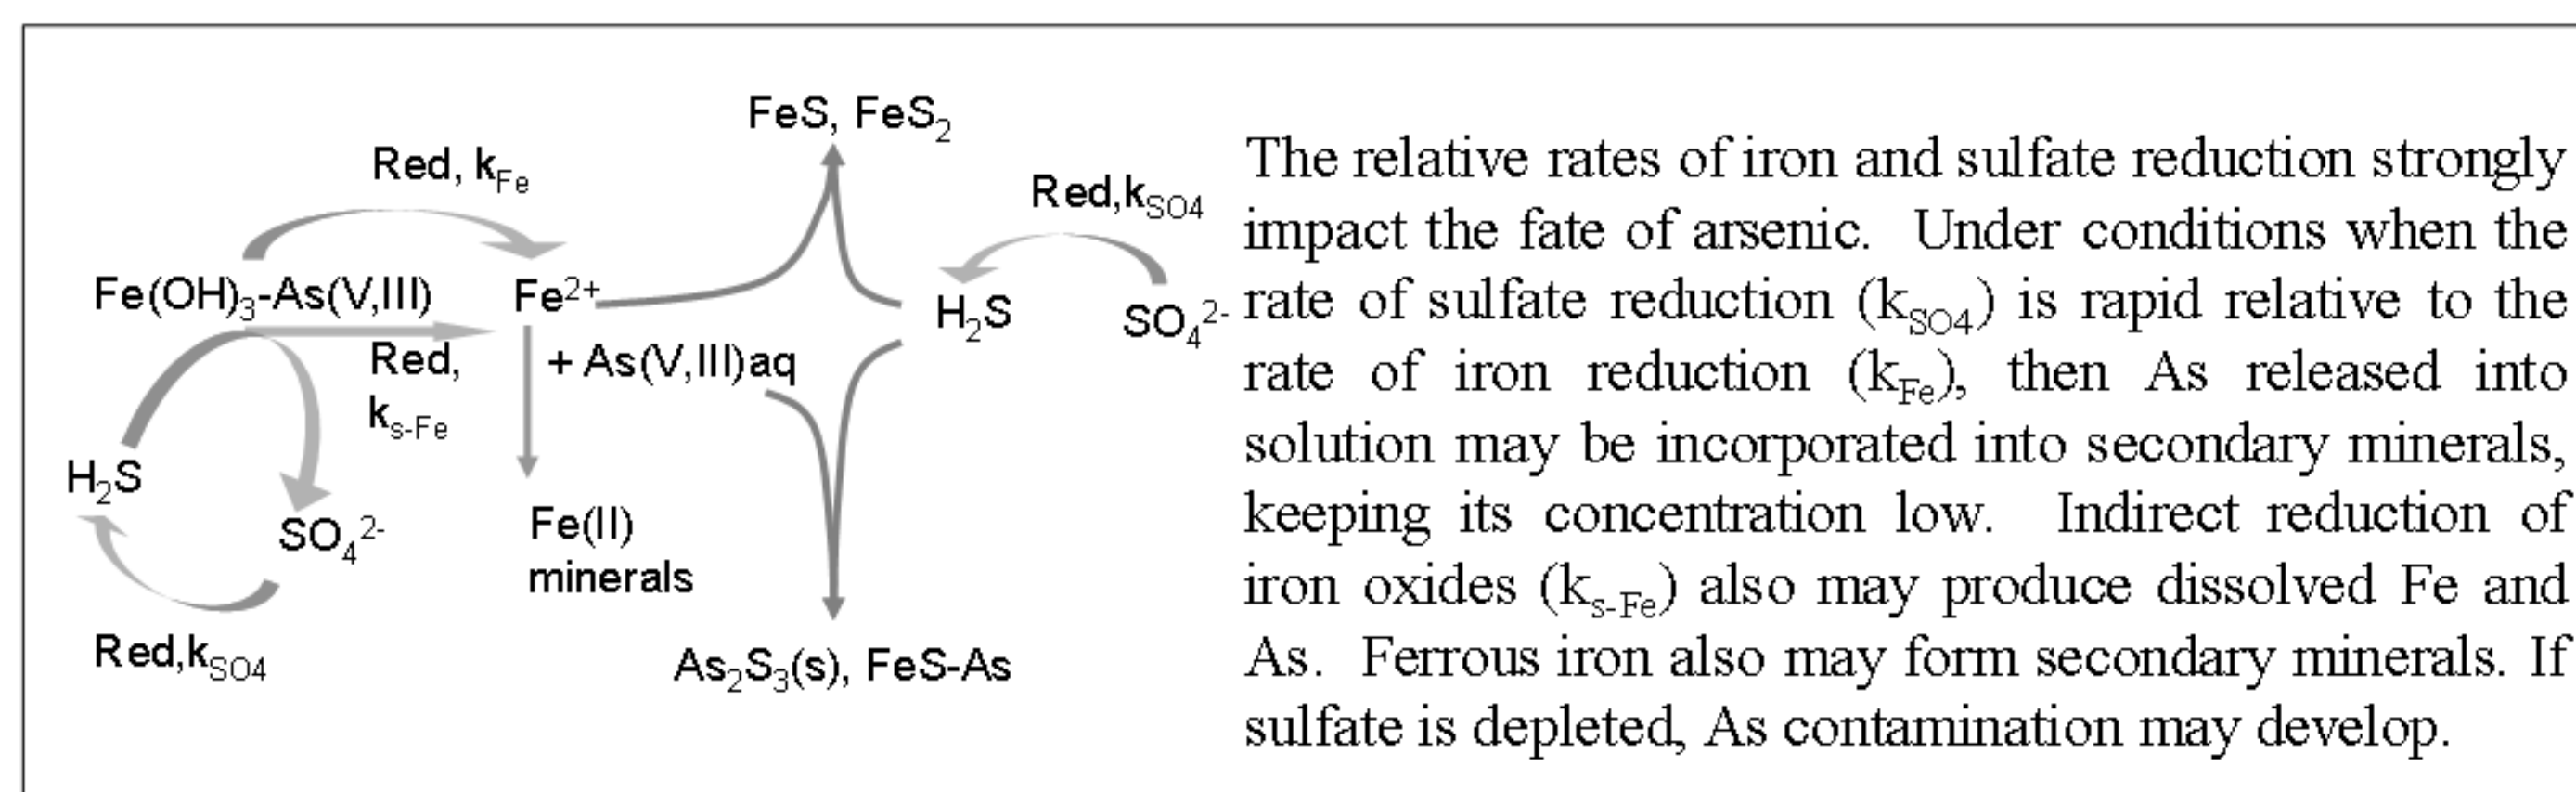 FeS, FeS2
Red, kFe
Red,kSO4
Fe(OH)3-As(V,III)
Fe2+
H2S
SO42-
Red,
ks-Fe
+ As(V,III)aq
H2S
SO42-
Fe(II)
minerals
Red,kSO4
As2S3(s), FeS-As
The relative rates of iron and sulfate reduction strongly
impact the fate of arsenic. Under conditions when the
rate of sulfate reduction (kSO4) is rapid relative to the
rate of iron reduction (kFe), then As released into
solution may be incorporated into secondary minerals,
keeping its concentration low. Indirect reduction of
iron oxides (ks-Fe) also may produce dissolved Fe and
As. Ferrous iron also may form secondary minerals. If
sulfate is depleted, As contamination may develop.